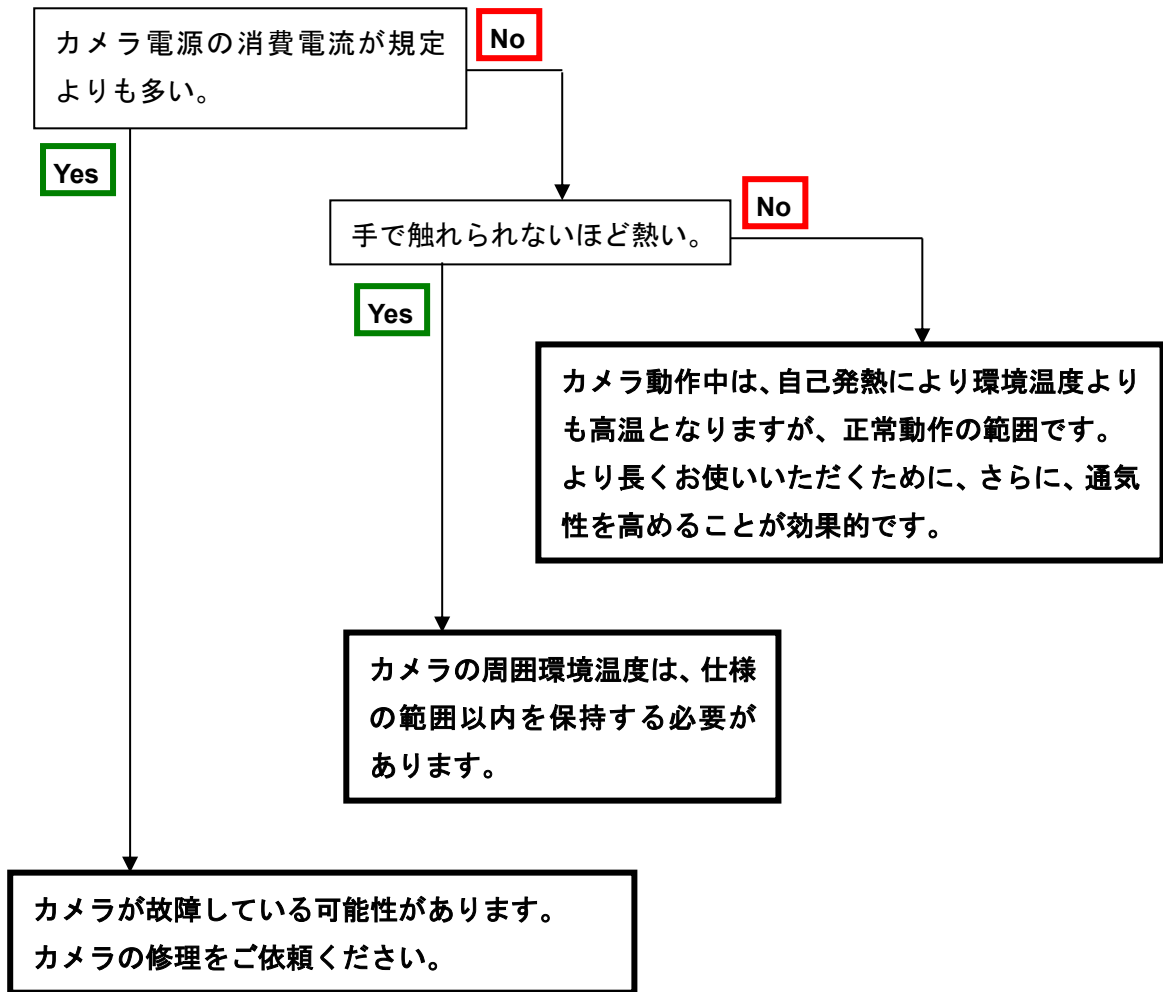 カメラ電源の消費電流が規定
よりも多い。
No
Yes
手で触れられないほど熱い。
No
Yes
カメラ動作中は、自己発熱により環境温度より
も高温となりますが、正常動作の範囲です。
より長くお使いいただくために、さらに、通気
性を高めることが効果的です。
カメラの周囲環境温度は、仕様
の範囲以内を保持する必要が
あります。
カメラが故障している可能性があります。
カメラの修理をご依頼ください。